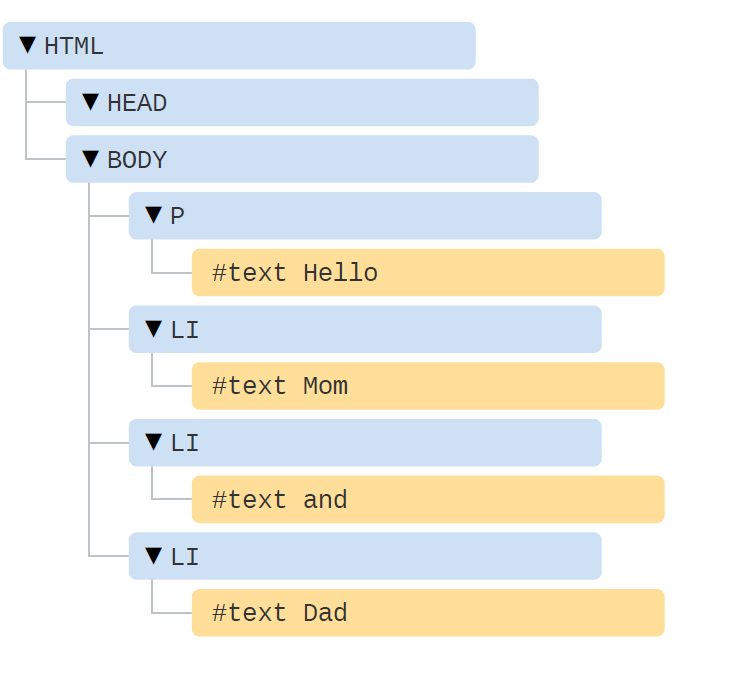 ▼ HTML
▼ HEAD
▼ BODY
▼ P
#text Hello
▼ LI
#text Mom
▼ LI
#text and
▼ LI
#text Dad